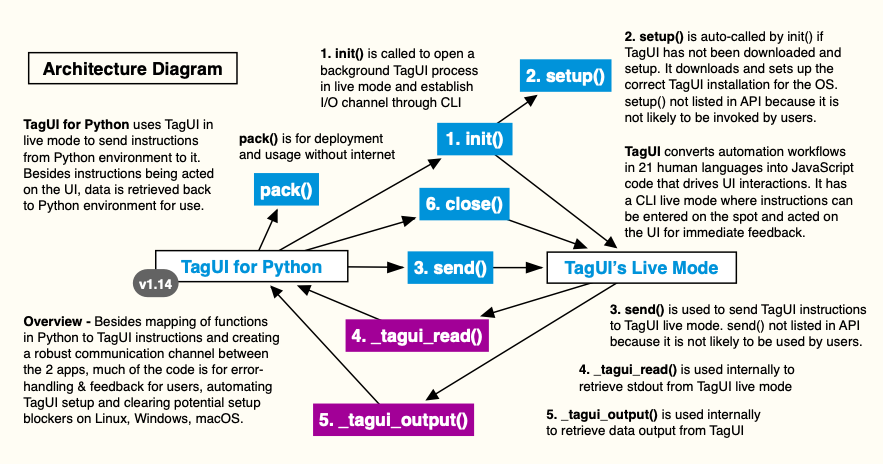 Architecture Diagram
1. init() is called to open a
background TagUI process
in live mode and establish
I/O channel through CLI
2. setup()
2. setup() is auto-called by init() if
TagUI has not been downloaded and
setup. It downloads and sets up the
correct TagUI installation for the OS.
setup() not listed in API because it is
not likely to be invoked by users.
TagUI for Python uses TagUI in
live mode to send instructions
from Python environment to it.
Besides instructions being acted
on the UI, data is retrieved back
to Python environment for use.
pack() is for deployment
and usage without internet
1. init()
pack()
6. close()
TagUI converts automation workflows
in 21 human languages into JavaScript
code that drives UI interactions. It has
a CLI live mode where instructions can
be entered on the spot and acted on
the UI for immediate feedback.
TagUI for Python
v1.14
3. send()
TagUI's Live Mode
Overview - Besides mapping of functions
in Python to TagUI instructions and creating
a robust communication channel between
the 2 apps, much of the code is for error-
handling & feedback for users, automating
TagUI setup and clearing potential setup
blockers on Linux, Windows, macOS.
4. _tagui_read()
5. _tagui_output()
3. send() is used to send TagUI instructions
to TagUI live mode. send() not listed in API
because it is not likely to be used by users.
4. _tagui_read() is used internally to
retrieve stdout from TagUI live mode
5. _tagui_output() is used internally
to retrieve data output from TagUI